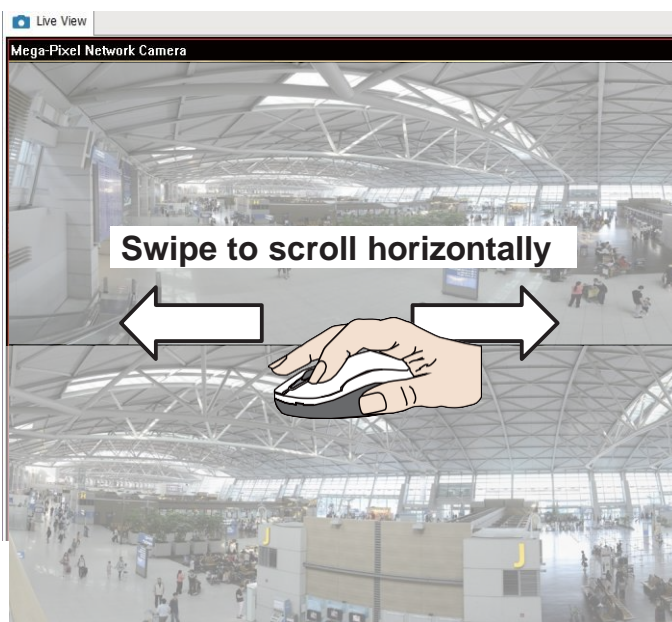 Live View
Mega-Pixel Network Camera
Swipe to scroll horizontally
J
J